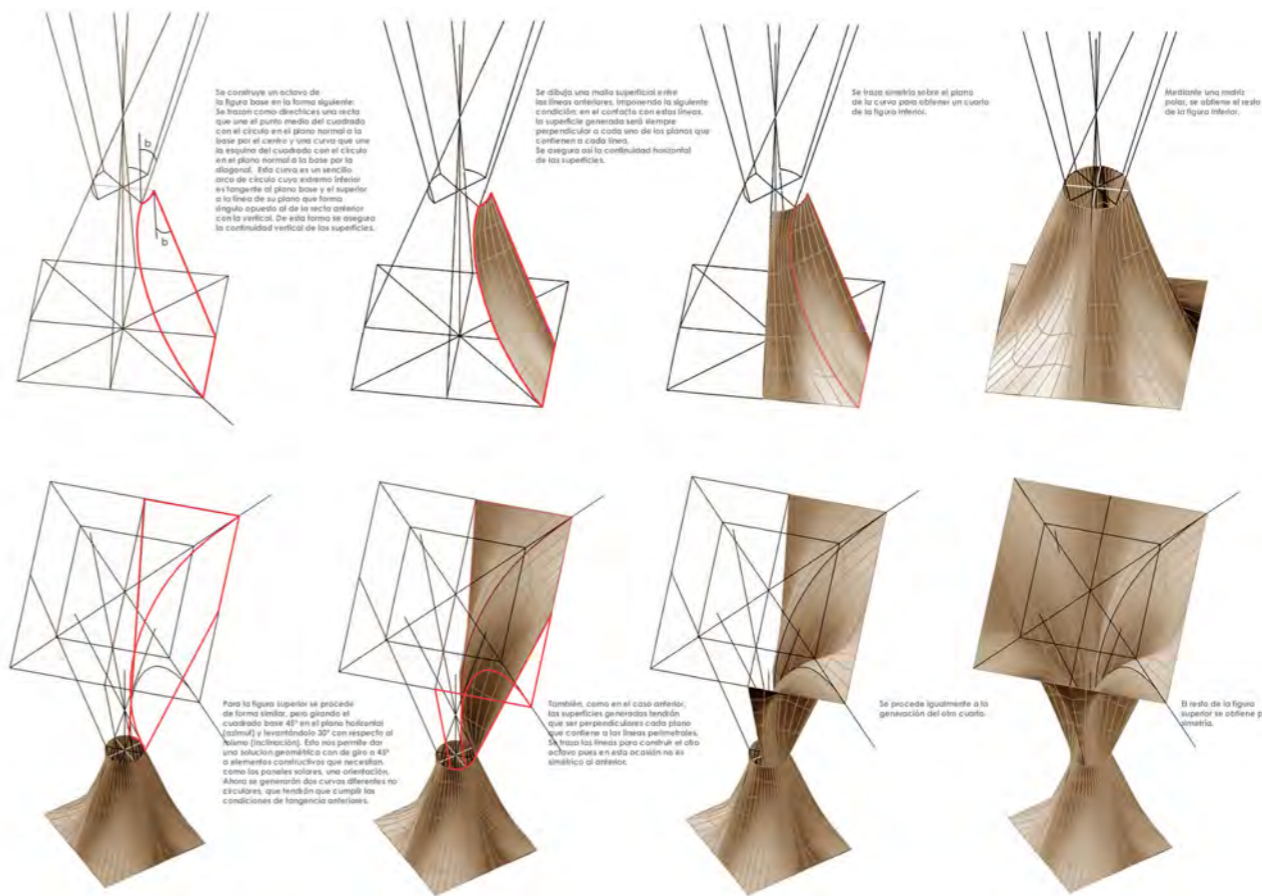 Se construye un octavo de
la figura base en la forma siguiente:
Se trazan como directrices una recta
que une el punto medio del cuadrado
con el círculo en el plano normal a la
base por el centro y una curva que une
la esquina del cuadrado con el círculo
en el plano normal a la base por la
diagonal. Esta curva es un sencillo
arco de círculo cuyo extremo inferior
es tangente al plano base y el superior
a la línea de su plano que forma
ángulo opuesto al de la recta anterior
con la vertical. De esta forma se asegura
la continuidad vertical de las superficies.
b
b
Se dibuja una malla superficial entre
las líneas anteriores, imponendo la siguiente
condición: en el contacto con estas líneas,
la superficie generada será siempre
perpendicular a cada uno de los planos que
contienen a cada línea.
Se asegura así la continuidad horizontal
de las superficies.
Se traza simetría sobre el plano
de la curva para obtener un cuarto
de la figura inferior.
Mediante una matriz
polar, se obtiene el resto
de la figura inferior.
Para la figura superior se procede
de forma similar, pero girando el
cuadrado base 45° en el plano horizontal
(azimut) y levantándolo 30° con respecto al
mismo (inclinación). Esto nos permite dar
una solución geométrica con de giro a 45°
a elementos constructivos que necesitan,
como los paneles solares, una orientación.
Ahora se generarán dos curvas diferentes no
circulares, que tendrán que cumplir las
condiciones de tangencia anteriores.
También, como en el caso anterior,
las superficies generadas tendrán
que ser perpendiculares cada plano
que contiene a las líneas perimetrales.
Se traza las líneas para construir el otro
octavo pues en esta ocasión no es
simétrico al anterior.
Se procede igualmente a la
generación del otro cuarto.
El resto de la figura
superior se obtiene p
simetría.